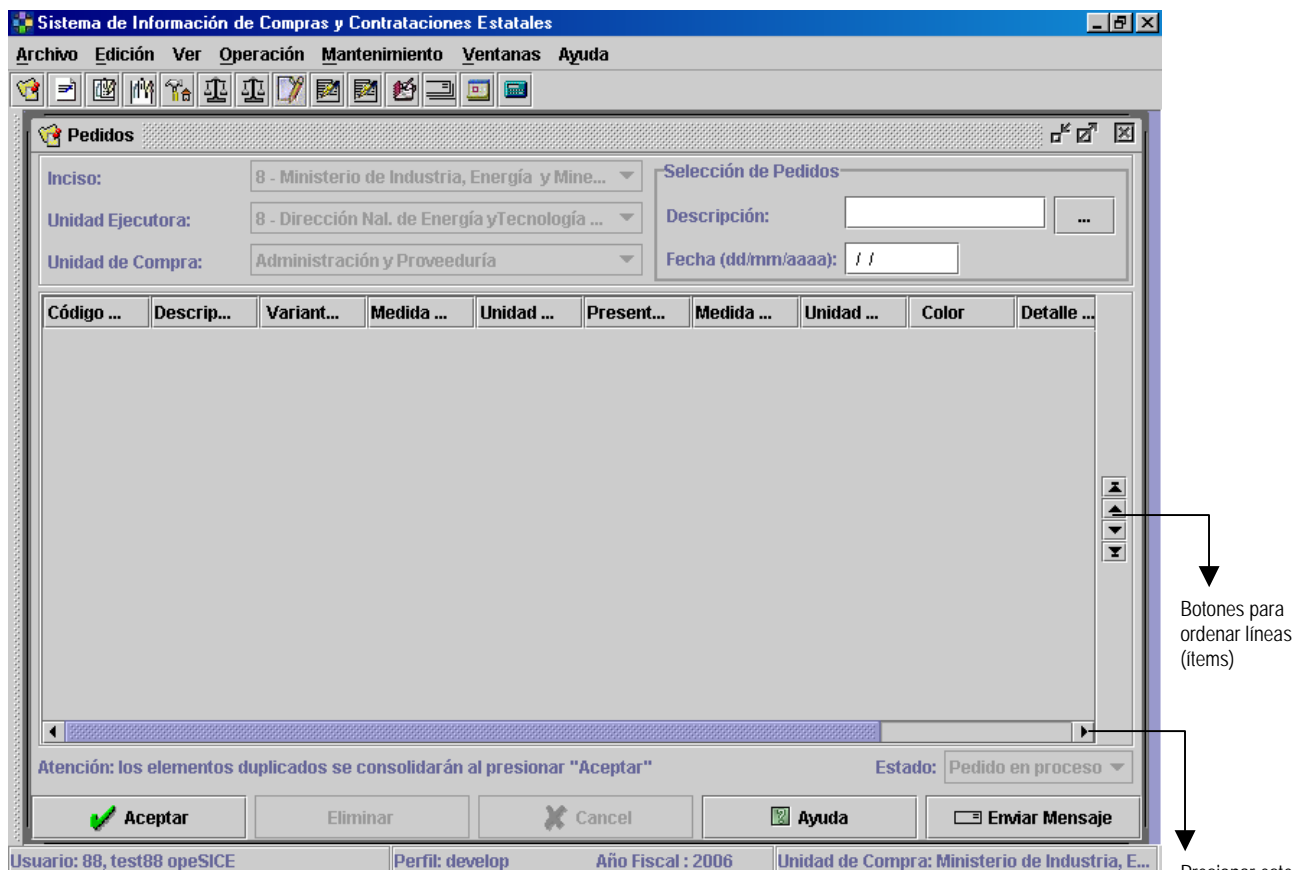 Sistema de Información de Compras y Contrataciones Estatales
Archivo Edición Ver Operación Mantenimiento Ventanas Ayuda
Pedidos
Inciso: 8 - Ministerio de Industria, Energía y Mine...
Selección de Pedidos
Unidad Ejecutora: 8 - Dirección Nal. de Energía yTecnología ...
Descripción: ...
Unidad de Compra: Administración y Proveeduría
Fecha (dd/mm/aaaa): / /
Código ... Descrip... Variant... Medida ... Unidad ... Present... Medida ... Unidad ... Color Detalle ...
Botones para
ordenar líneas
(ítems)
Atención: los elementos duplicados se consolidarán al presionar "Aceptar" Estado: Pedido en proceso
Aceptar Eliminar Cancel Ayuda Enviar Mensaje
Usuario: 88, test88 opeSICE Perfil: develop Año Fiscal : 2006 Unidad de Compra: Ministerio de Industria, E...